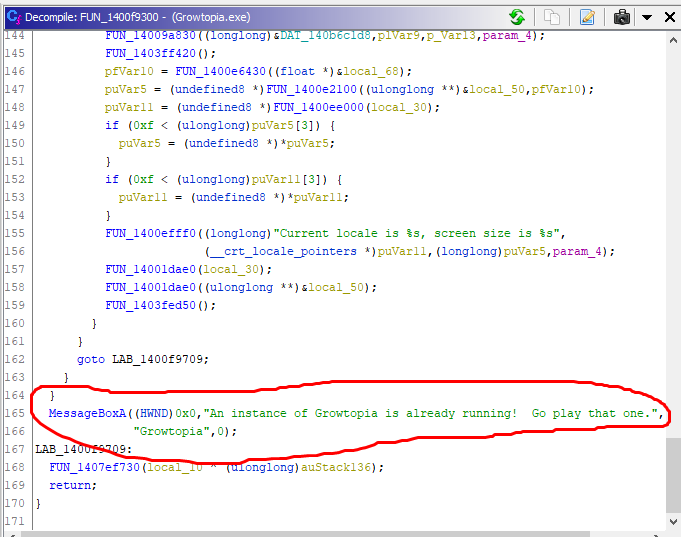 Decompile: FUN_1400f9300 - (Growtopia.exe)
144 FUN_14009a830((longlong)&DAT_140b6c1d8,plVar9,p_Var13,param_4);
145 FUN_1403ff420();
146 pfVar10 = FUN_1400e6430((float *)&local_68);
147 puVar5 = (undefined8 *)FUN_1400e2100((ulonglong **)&local_50,pfVar10);
148 puVar11 = (undefined8 *)FUN_1400ee000(local_30);
149 if (0xf < (ulonglong)puVar5[3]) {
150 puVar5 = (undefined8 *)*puVar5;
151 }
152 if (0xf < (ulonglong)puVar11[3]) {
153 puVar11 = (undefined8 *)*puVar11;
154 }
155 FUN_1400efff0((longlong)"Current locale is %s, screen size is %s",
156 (__crt_locale_pointers *)puVar11,(longlong)puVar5,param_4);
157 FUN_14001dae0(local_30);
158 FUN_14001dae0((ulonglong **)&local_50);
159 FUN_1403fed50();
160 }
161 }
162 goto LAB_1400f9709;
163 }
164 }
165 MessageBoxA((HWND)0x0,"An instance of Growtopia is already running!  Go play that one.",
166 "Growtopia",0);
167 LAB_1400f9709:
168 FUN_1407ef730(local_10 ^ (ulonglong)auStack136);
169 return;
170 }
171